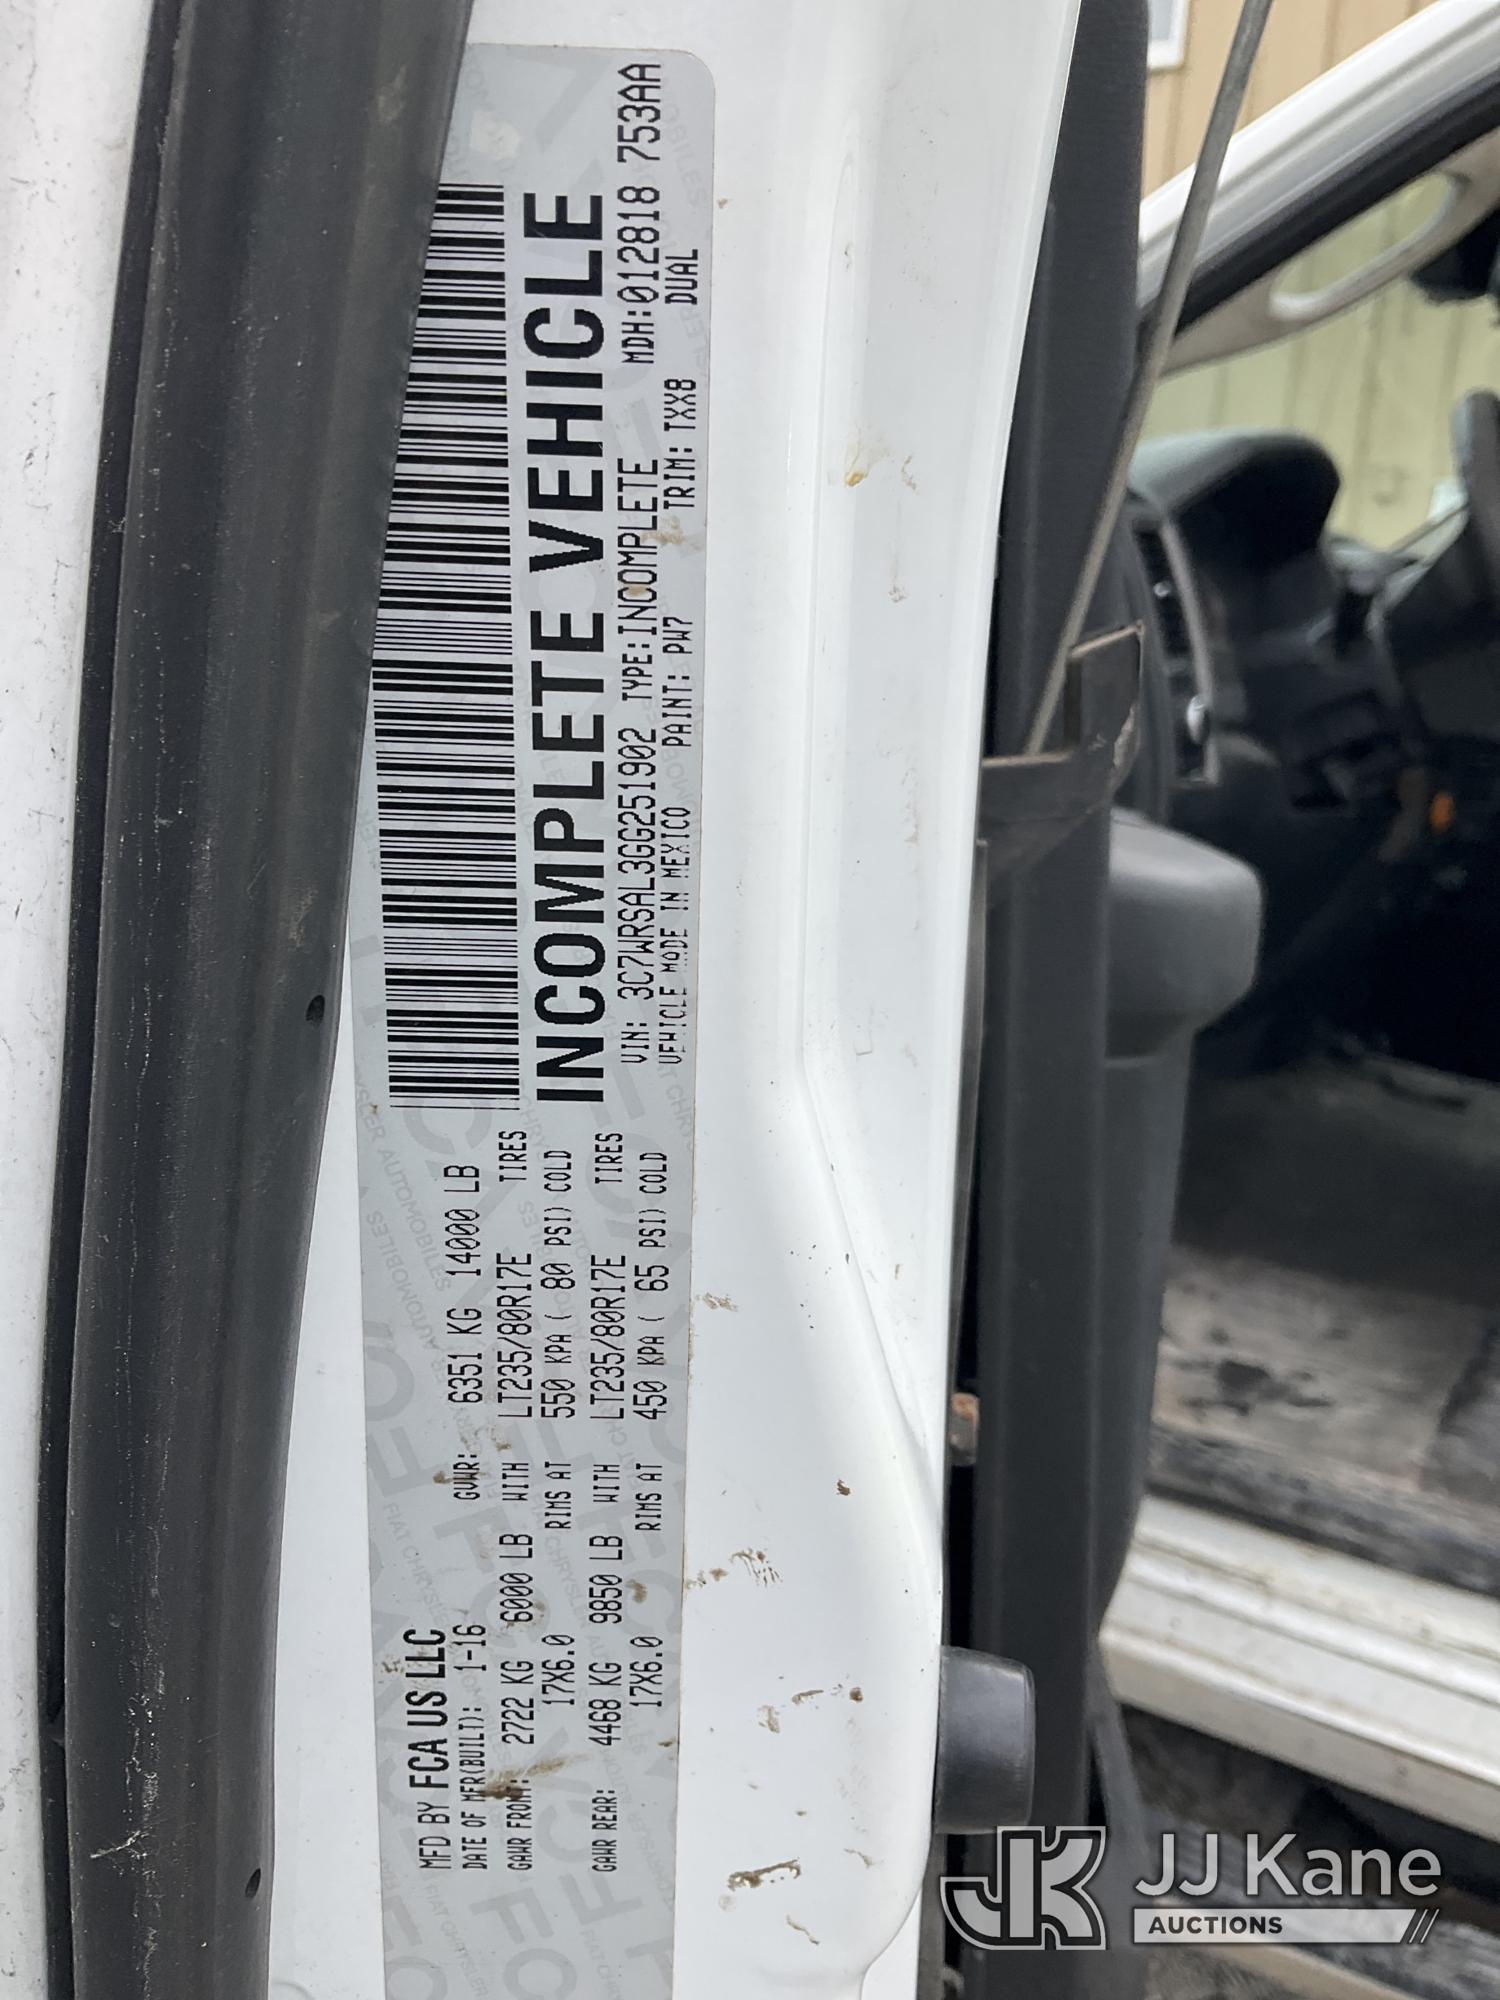 MFD BY FCA US LLC
DATE OF MFR(BUILT): 1-16 GVWR: 6351 KG 14000 LB
GAWR FRONT: 2722 KG 6000 LB WITH LT235/80R17E TIRES
17X6.0 RIMS AT 550 KPA ( 80 PSI) COLD
GAWR REAR: 4468 KG 9850 LB WITH LT235/80R17E TIRES
17X6.0 RIMS AT 450 KPA ( 65 PSI) COLD
INCOMPLETE VEHICLE
VIN: 3C7WRSAL3GG251902 TYPE: INCOMPLETE MDH:012818 753AA
VEHICLE MADE IN MEXICO PAINT: PW7 TRIM: TXX8 DUAL
JK JJ Kane
AUCTIONS